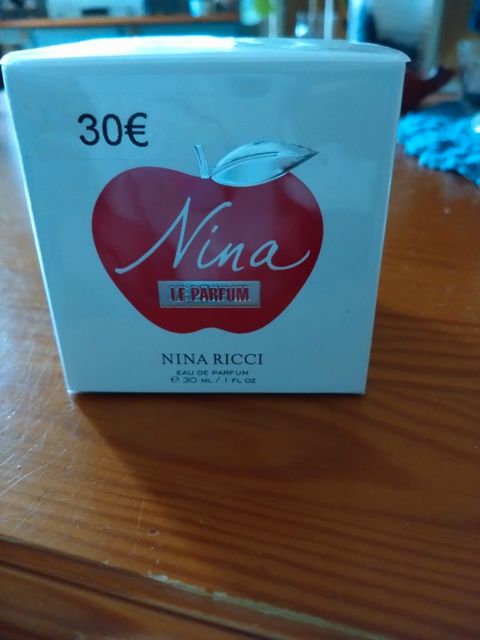 30€
Nina
LE PARFUM
NINA RICCI
EAU DE PARFUM
℮ 30 ML / 1 FL OZ